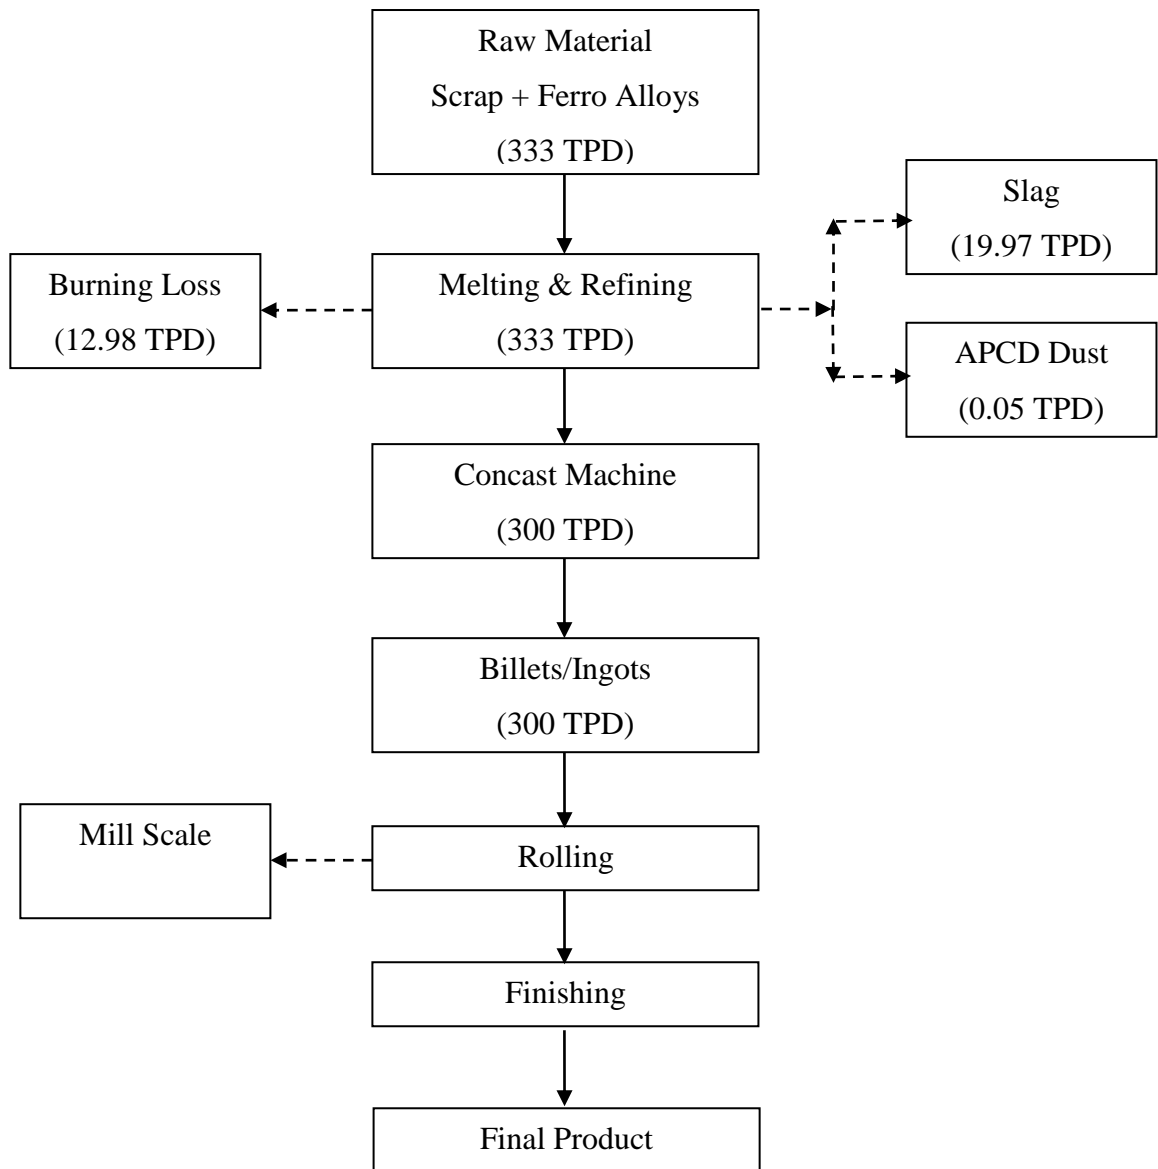 Raw Material
Scrap + Ferro Alloys
(333 TPD)
Slag
(19.97 TPD)
Burning Loss
(12.98 TPD)
Melting & Refining
(333 TPD)
APCD Dust
(0.05 TPD)
Concast Machine
(300 TPD)
Billets/Ingots
(300 TPD)
Mill Scale
Rolling
Finishing
Final Product